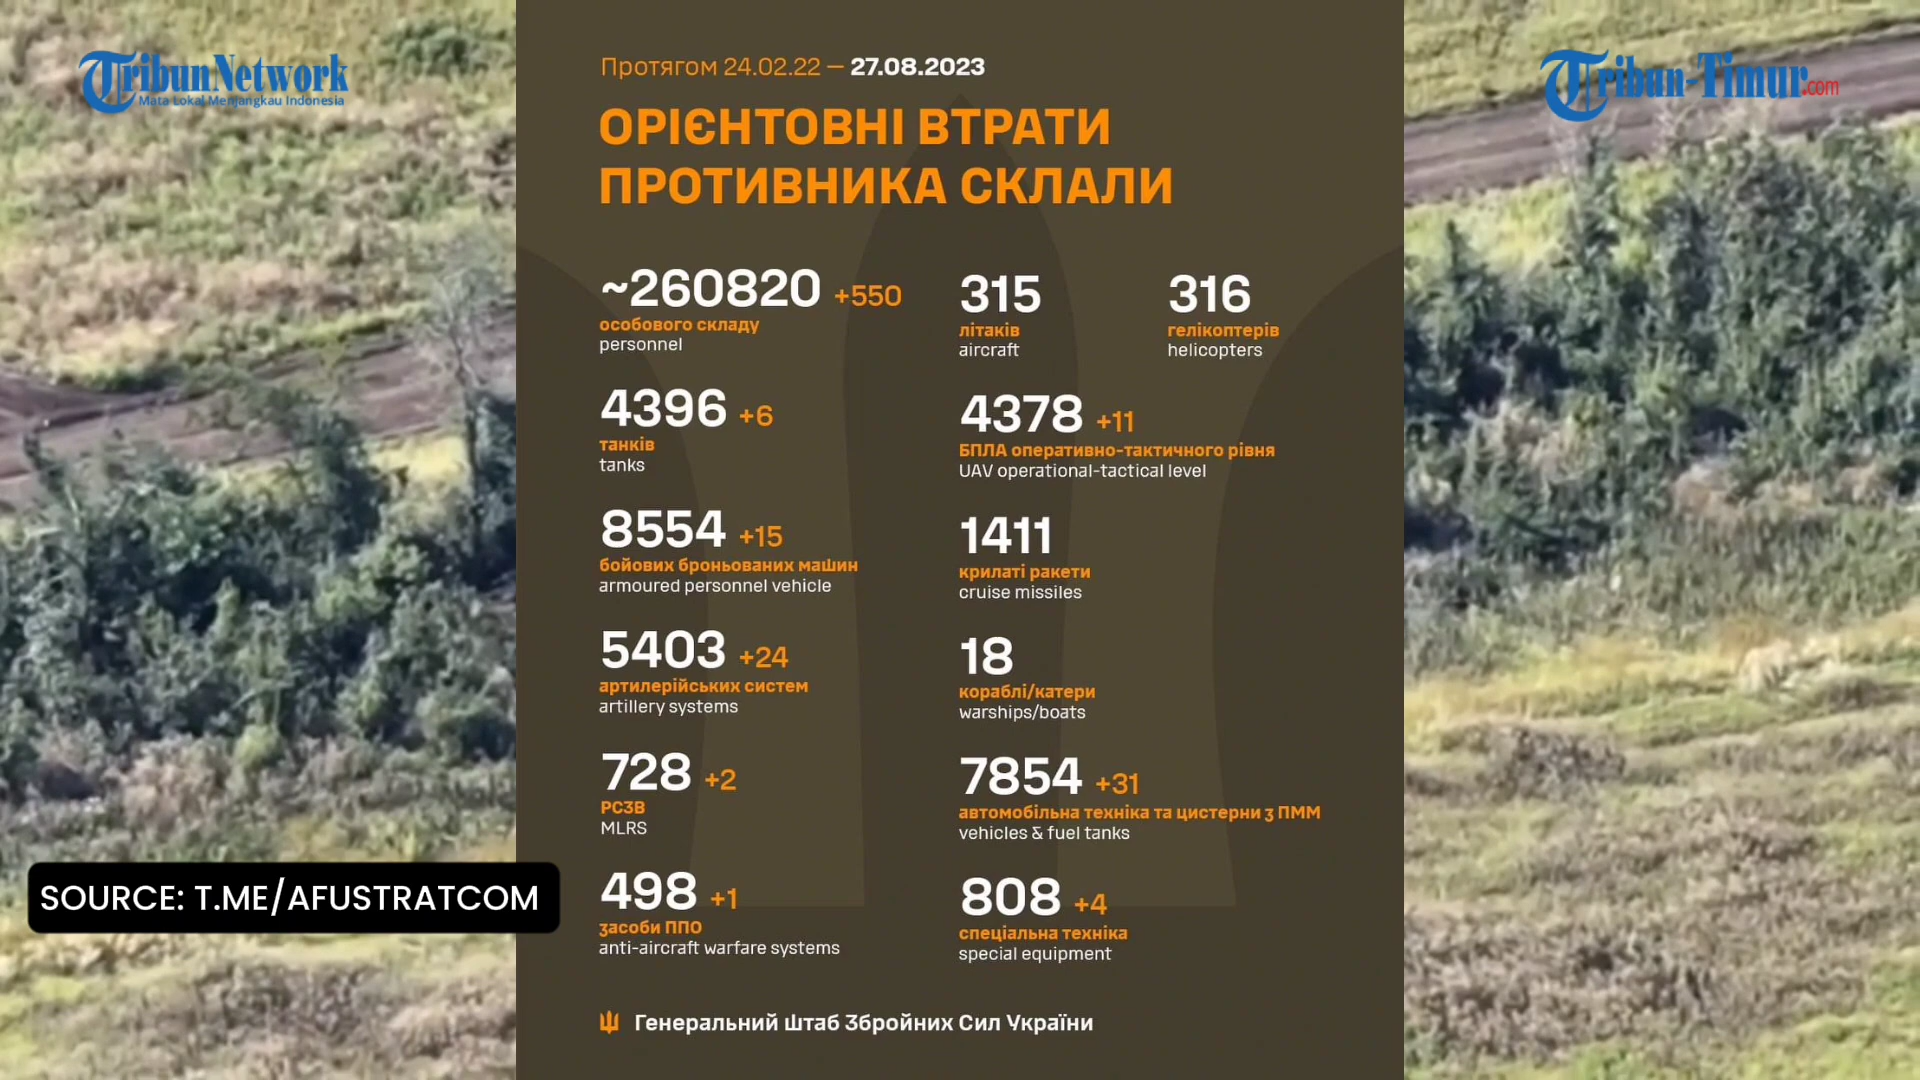 TribunNetwork
Mata Lokal Menjangkau Indonesia
Tribun-Timur.com
Протягом 24.02.22 — 27.08.2023
ОРІЄНТОВНІ ВТРАТИ
ПРОТИВНИКА СКЛАЛИ
~260820 +550
особового складу
personnel
315
літаків
aircraft
316
гелікоптерів
helicopters
4396 +6
танків
tanks
4378 +11
БПЛА оперативно-тактичного рівня
UAV operational-tactical level
8554 +15
бойових броньованих машин
armoured personnel vehicle
1411
крилаті ракети
cruise missiles
5403 +24
артилерійських систем
artillery systems
18
кораблі/катери
warships/boats
728 +2
РСЗВ
MLRS
7854 +31
автомобільна техніка та цистерни з ПММ
vehicles & fuel tanks
498 +1
засоби ППО
anti-aircraft warfare systems
808 +4
спеціальна техніка
special equipment
SOURCE: T.ME/AFUSTRATCOM
Генеральний штаб Збройних Сил України